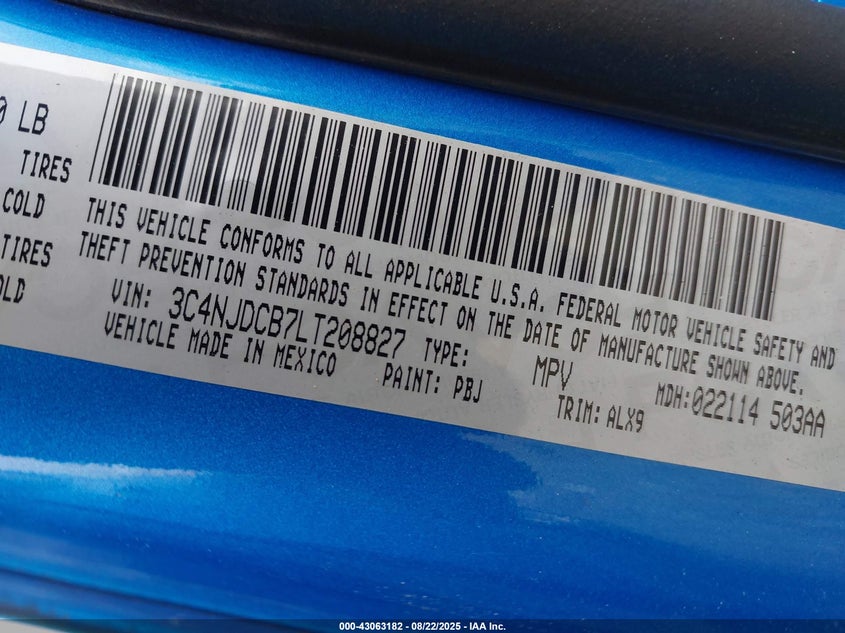 0 LB
TIRES
COLD
TIRES
OLD
THIS VEHICLE CONFORMS TO ALL APPLICABLE U.S.A. FEDERAL MOTOR VEHICLE SAFETY AND
THEFT PREVENTION STANDARDS IN EFFECT ON THE DATE OF MANUFACTURE SHOWN ABOVE.
VIN: 3C4NJDCB7LT208827 TYPE: MPV MDH:022114 503AA
VEHICLE MADE IN MEXICO PAINT: PBJ TRIM: ALX9
000-43063182 - 08/22/2025 - IAA Inc.